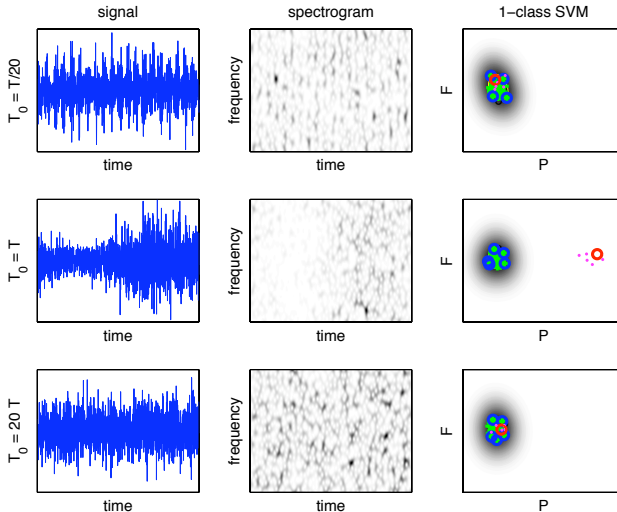 signal
spectrogram
1-class SVM
T0 = T/20
time
frequency
time
F
P
T0 = T
time
frequency
time
F
P
T0 = 20 T
time
frequency
time
F
P